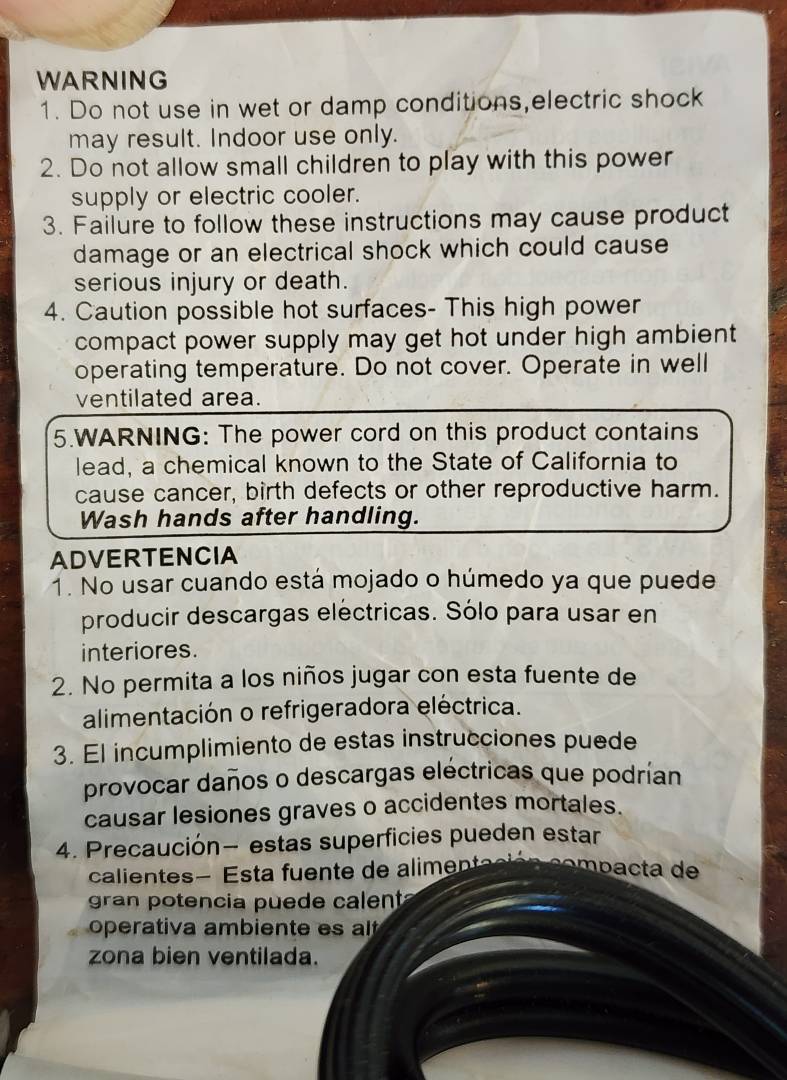 WARNING
1. Do not use in wet or damp conditions,electric shock
may result. Indoor use only.
2. Do not allow small children to play with this power
supply or electric cooler.
3. Failure to follow these instructions may cause product
damage or an electrical shock which could cause
serious injury or death.
4. Caution possible hot surfaces- This high power
compact power supply may get hot under high ambient
operating temperature. Do not cover. Operate in well
ventilated area.
5.WARNING: The power cord on this product contains
lead, a chemical known to the State of California to
cause cancer, birth defects or other reproductive harm.
Wash hands after handling.
ADVERTENCIA
1. No usar cuando está mojado o húmedo ya que puede
producir descargas eléctricas. Sólo para usar en
interiores.
2. No permita a los niños jugar con esta fuente de
alimentación o refrigeradora eléctrica.
3. El incumplimiento de estas instrucciones puede
provocar daños o descargas eléctricas que podrían
causar lesiones graves o accidentes mortales.
4. Precaución— estas superficies pueden estar
calientes— Esta fuente de alimentación compacta de
gran potencia puede
operativa ambiente es
zona bien ventilada.